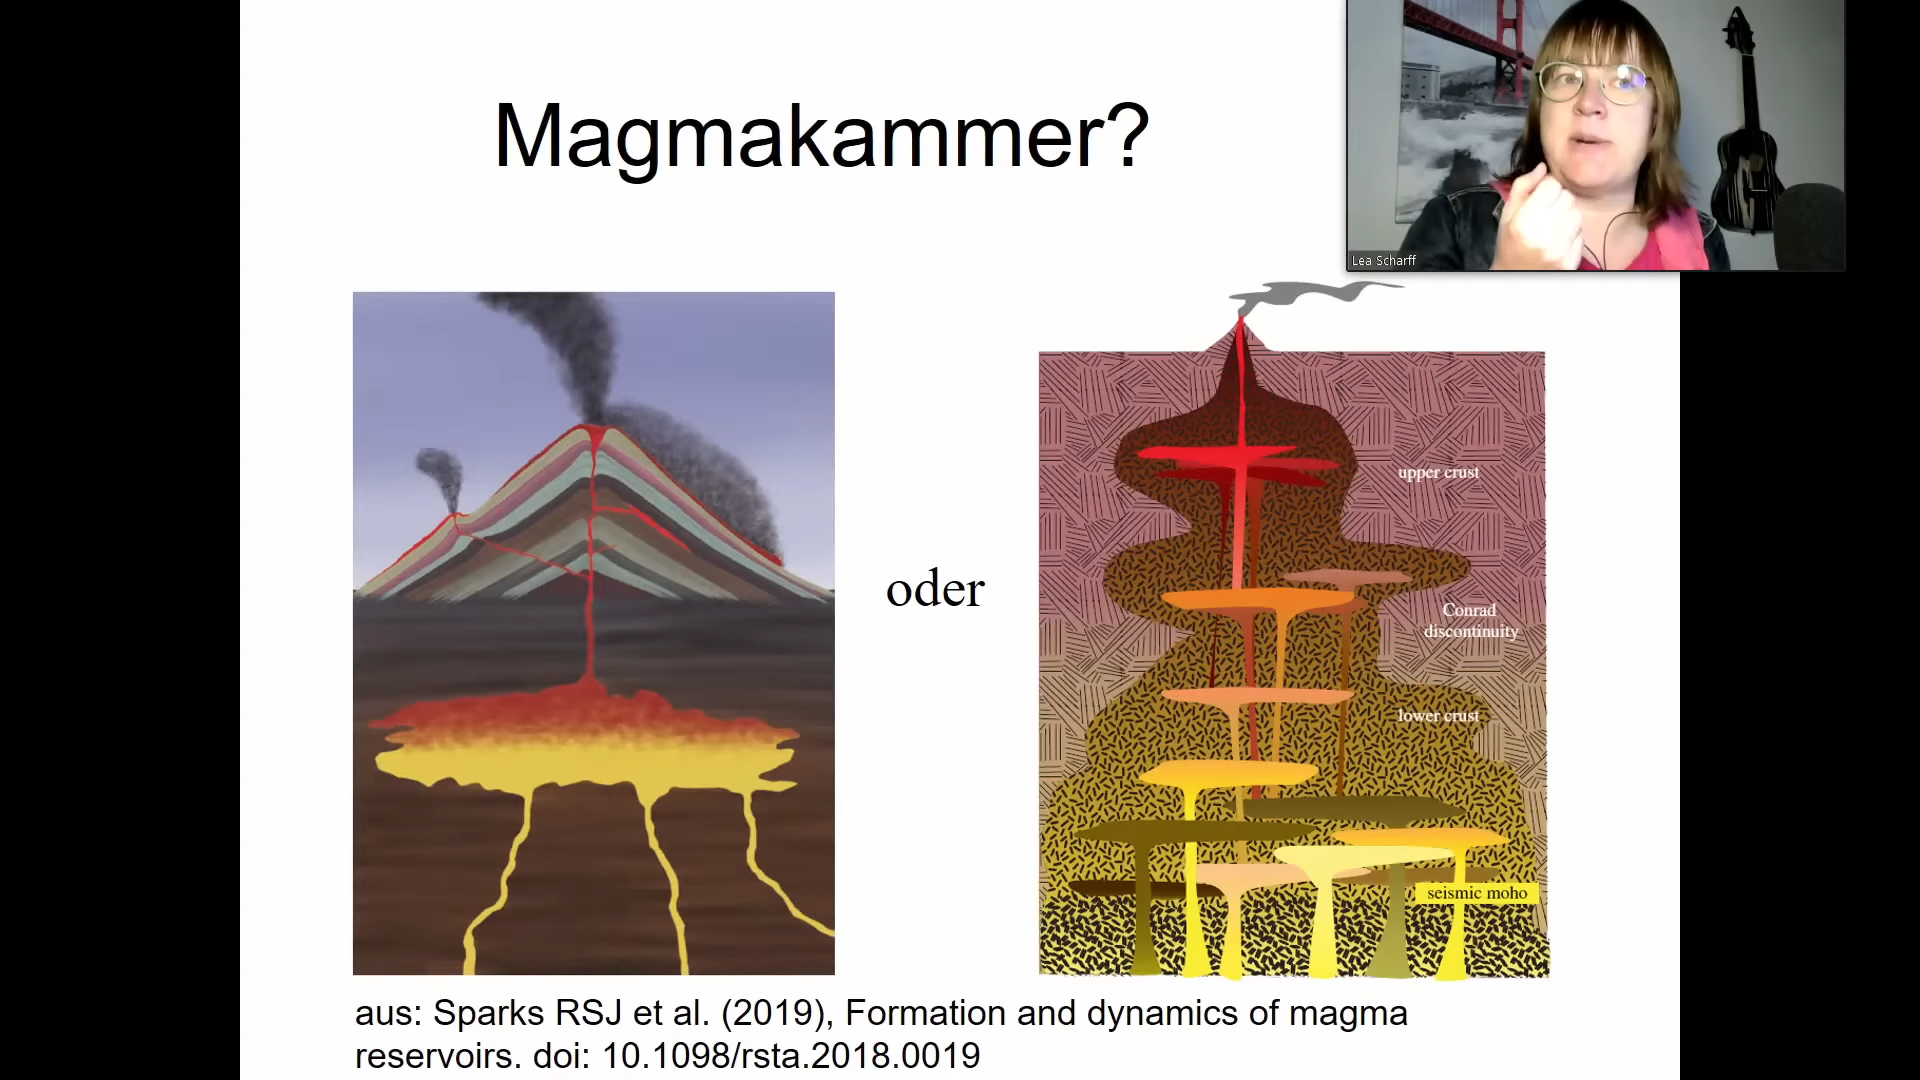 Magmakammer?
Lea Scharff
upper crust
oder
Conrad
discontinuity
lower crust
seismic moho
aus: Sparks RSJ et al. (2019), Formation and dynamics of magma
reservoirs. doi: 10.1098/rsta.2018.0019